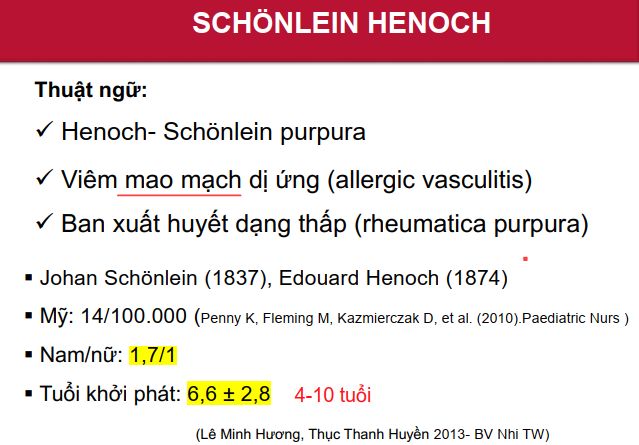 SCHÖNLEIN HENOCH
Thuật ngữ:
✓ Henoch- Schönlein purpura
✓ Viêm mao mạch dị ứng (allergic vasculitis)
✓ Ban xuất huyết dạng thấp (rheumatica purpura)
▪ Johan Schönlein (1837), Edouard Henoch (1874)
▪ Mỹ: 14/100.000 (Penny K, Fleming M, Kazmierczak D, et al. (2010).Paediatric Nurs )
▪ Nam/nữ: 1,7/1
▪ Tuổi khởi phát: 6,6 ± 2,8 4-10 tuổi
(Lê Minh Hương, Thục Thanh Huyền 2013- BV Nhi TW)